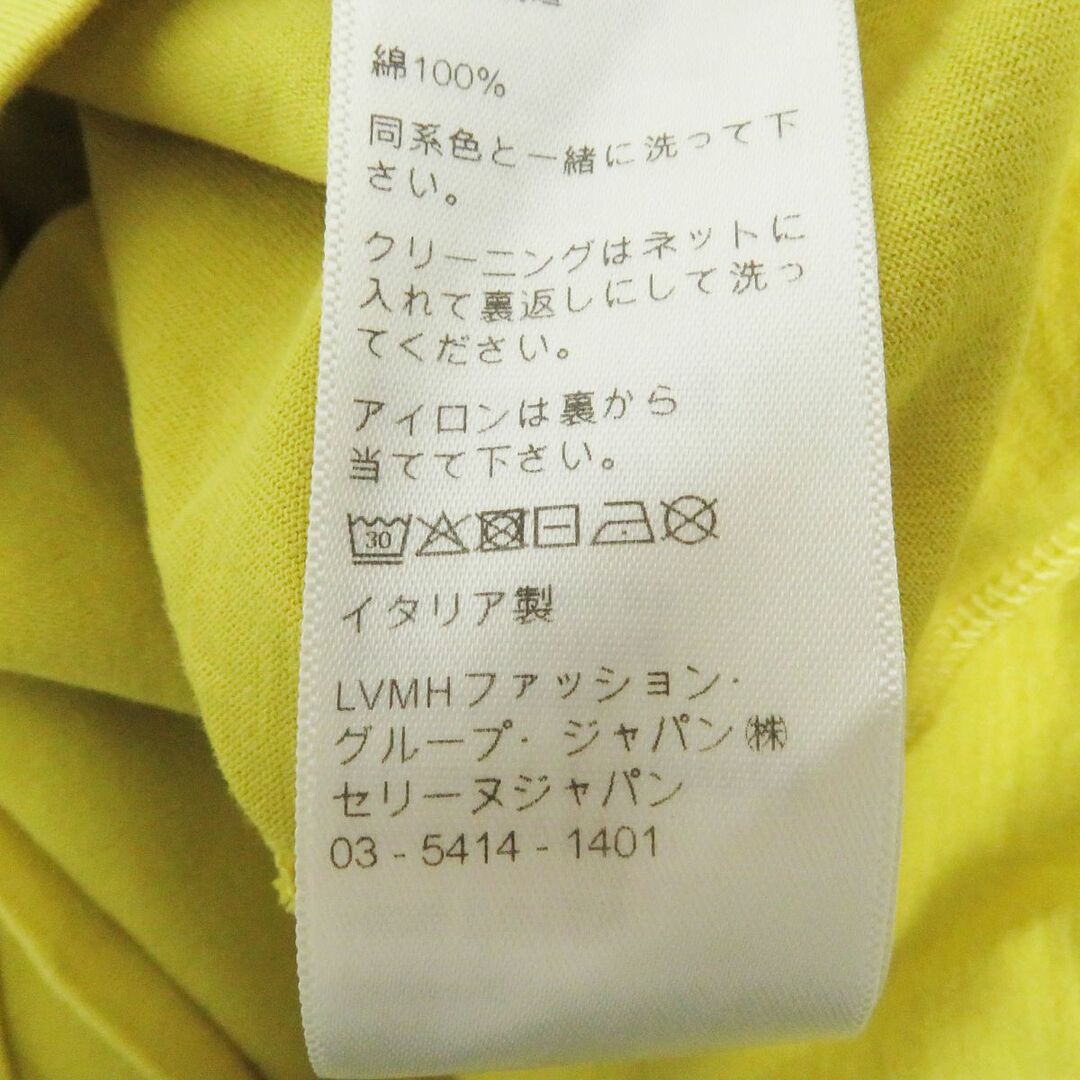 綿100%
同系色と一緒に洗って下
さい。
クリーニングはネットに
入れて裏返しにして洗っ
てください。
アイロンは裏から
当てて下さい。
30
イタリア製
LVMHファッション・
グループ・ジャパン㈱
セリーヌジャパン
03 - 5414 - 1401